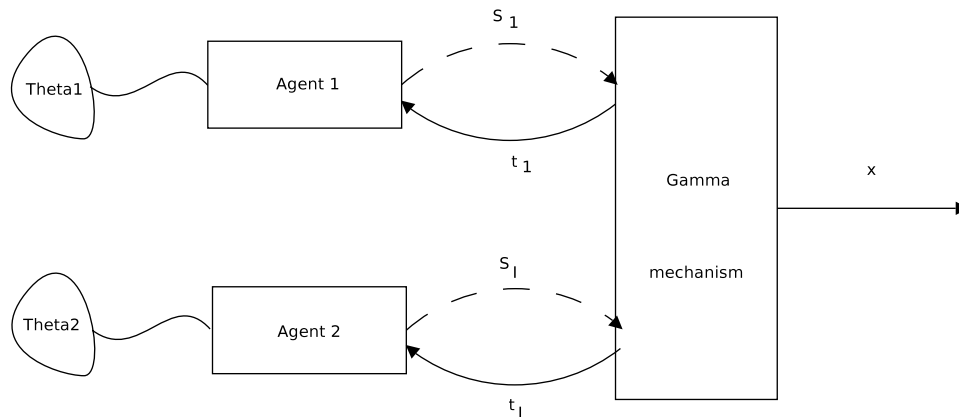 S 1
Theta1
Agent 1
t 1
Gamma
x
mechanism
S I
Theta2
Agent 2
t I